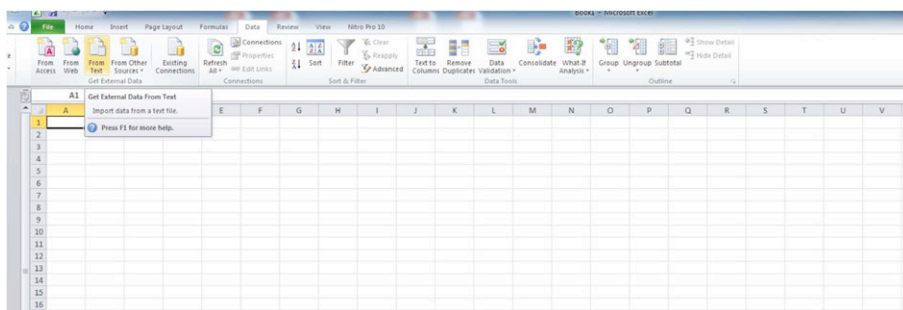 Book1 - Microsoft Excel
File Home Insert Page Layout Formulas Data Review View Nitro Pro 10
From Access From Web From Text From Other Sources Existing Connections Refresh All Connections Properties Edit Links Sort Filter Clear Reapply Advanced Text to Columns Remove Duplicates Data Validation Consolidate What-If Analysis Group Ungroup Subtotal Show Detail Hide Detail
Get External Data Connections Sort & Filter Data Tools Outline
A1
Get External Data From Text
Import data from a text file.
Press F1 for more help.
A E F G H I J K L M N O P Q R S T U V
1
2
3
4
5
6
7
8
9
10
11
12
13
14
15
16